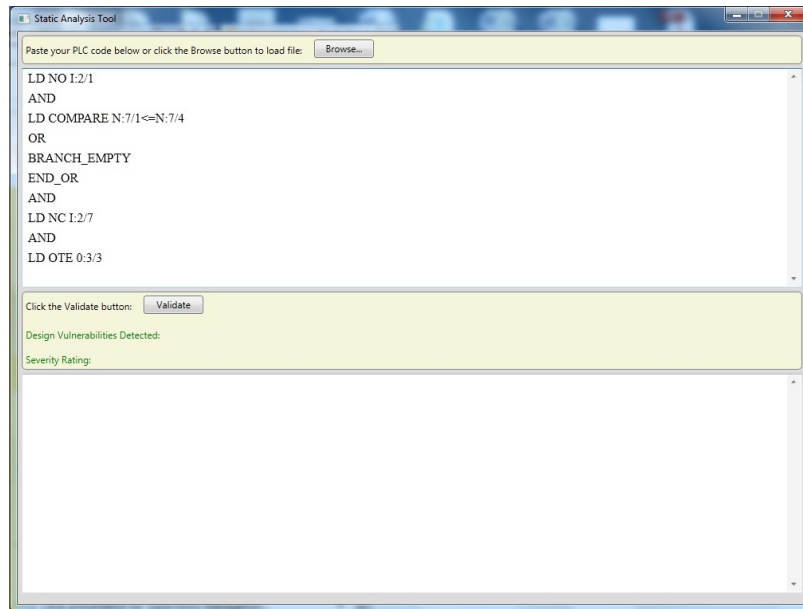 Static Analysis Tool
Paste your PLC code below or click the Browse button to load file: Browse...
LD NO I:2/1
AND
LD COMPARE N:7/1<=N:7/4
OR
BRANCH_EMPTY
END_OR
AND
LD NC I:2/7
AND
LD OTE 0:3/3
Click the Validate button: Validate
Design Vulnerabilities Detected:
Severity Rating: